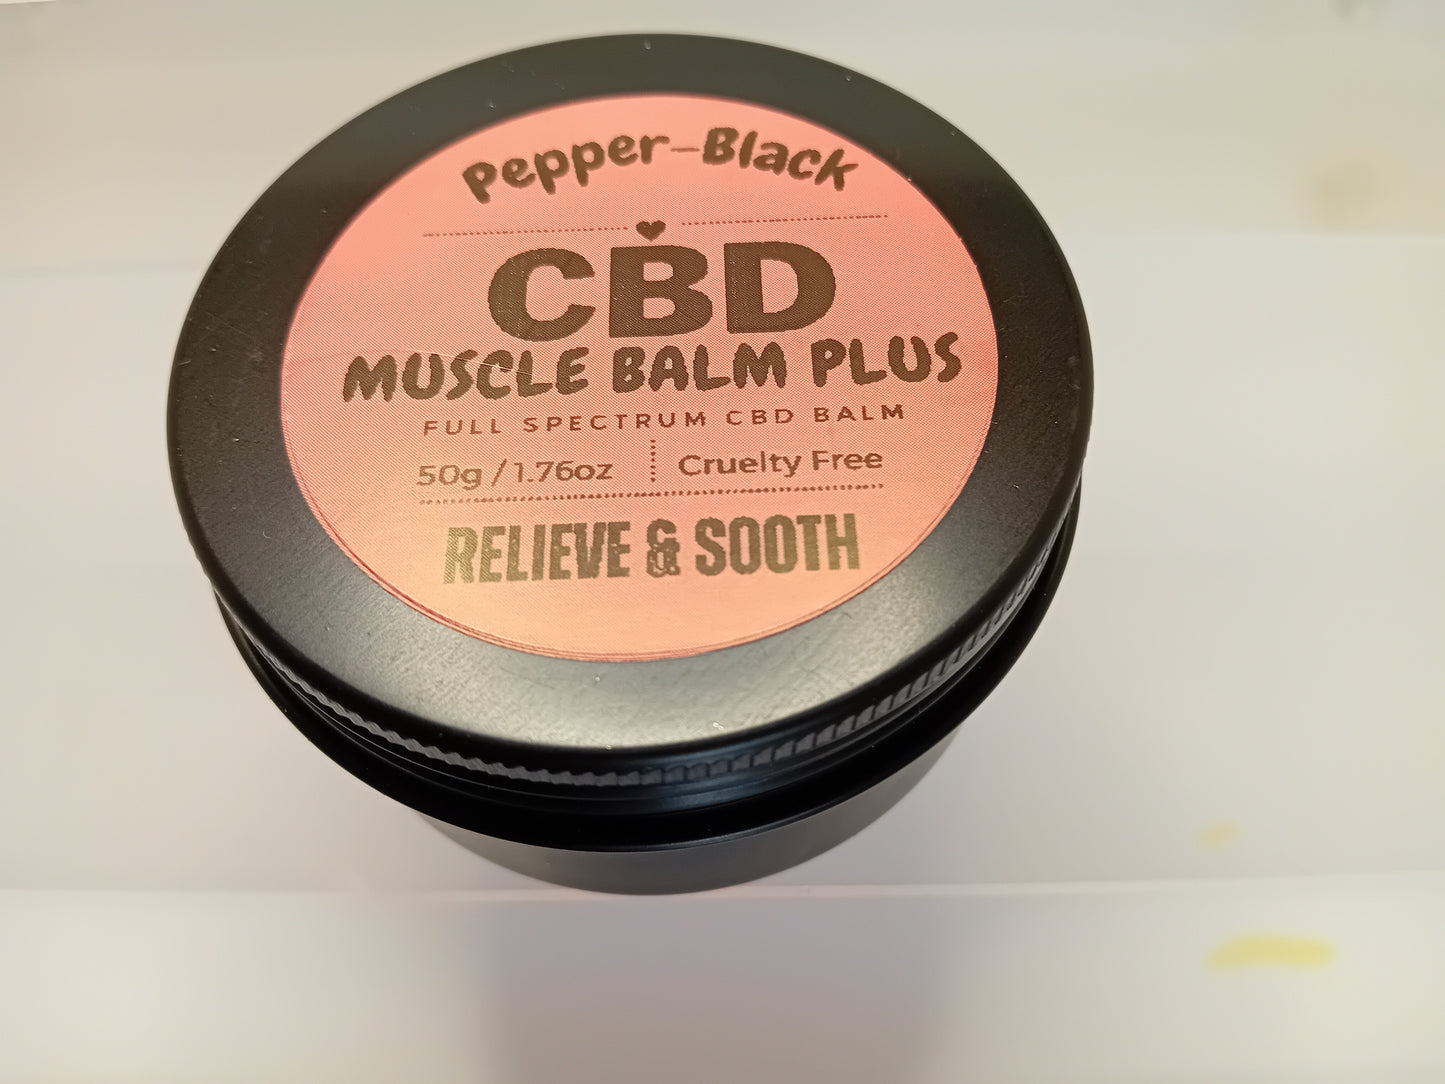 Pepper-Black
CBD
MUSCLE BALM PLUS
FULL SPECTRUM CBD BALM
50g / 1.76oz
Cruelty Free
RELIEVE & SOOTH